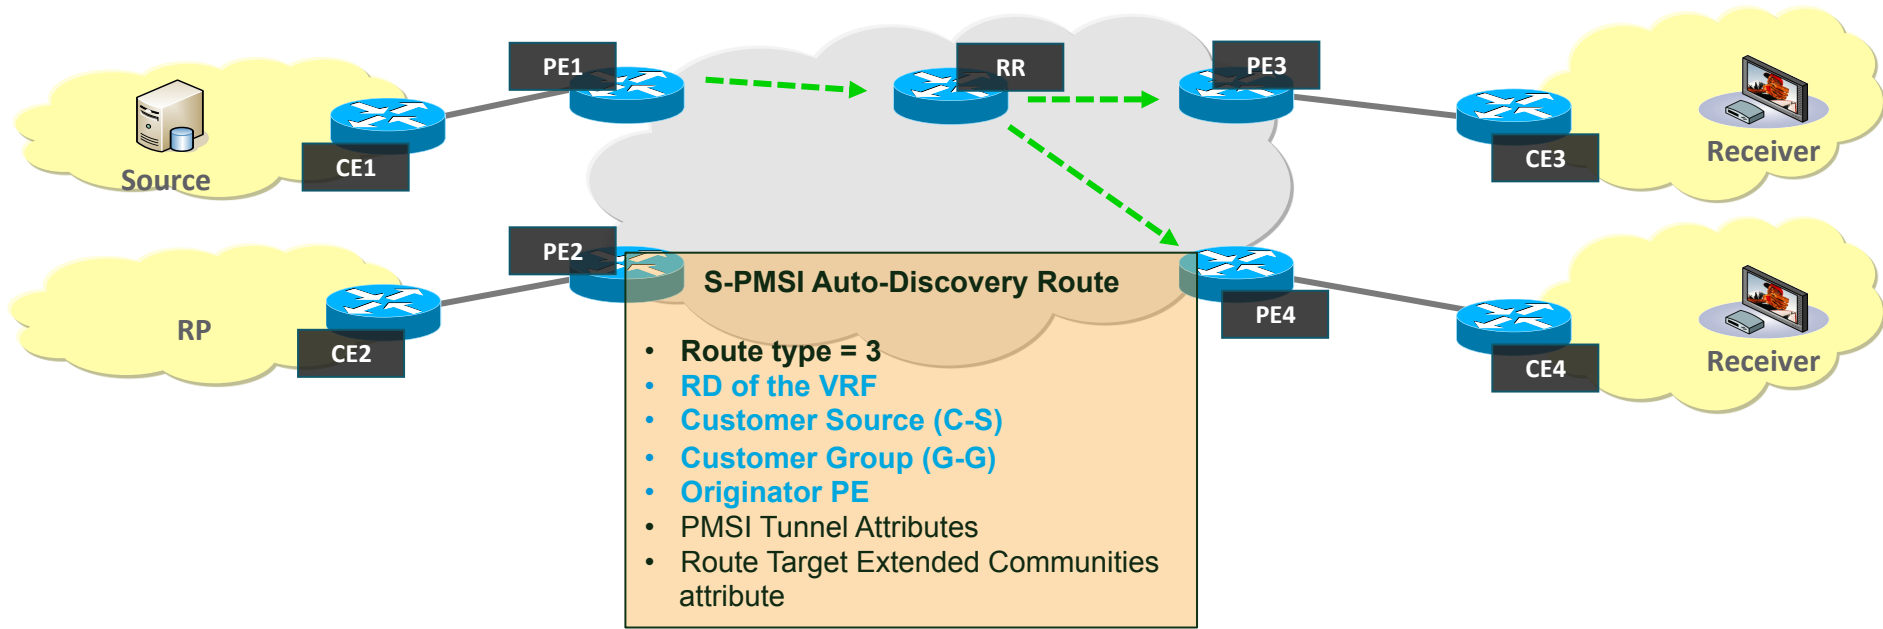 PE1
RR
PE3
Source
CE1
CE3
Receiver
PE2
RP
CE2
PE4
CE4
Receiver
S-PMSI Auto-Discovery Route
• Route type = 3
• RD of the VRF
• Customer Source (C-S)
• Customer Group (G-G)
• Originator PE
• PMSI Tunnel Attributes
• Route Target Extended Communities
attribute